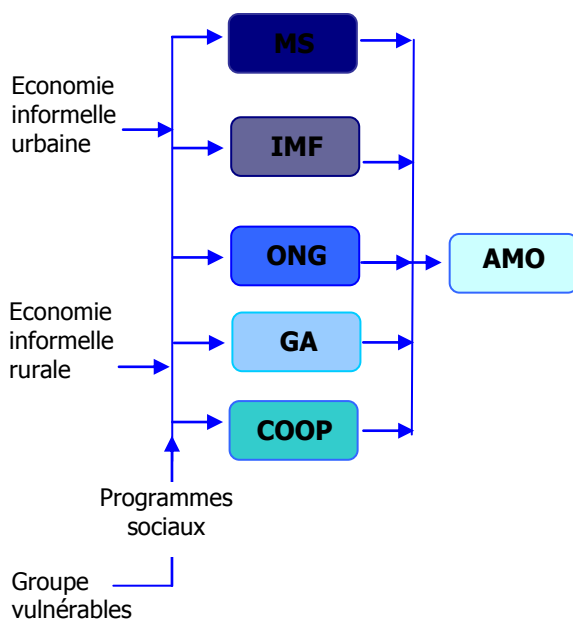 MS
Economie
informelle
urbaine
IMF
ONG
AMO
Economie
informelle
rurale
GA
COOP
Programmes
sociaux
Groupe
vulnérables